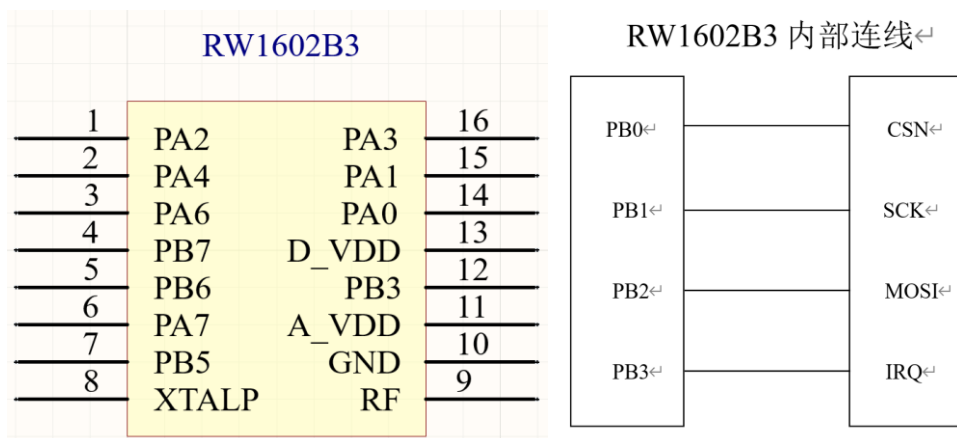 RW1602B3
1 PA2 PA3 16
2 PA4 PA1 15
3 PA6 PA0 14
4 PB7 D_VDD 13
5 PB6 PB3 12
6 PA7 A_VDD 11
7 PB5 GND 10
8 XTALP RF 9
RW1602B3 内部连线↵
PB0↵ CSN↵
PB1↵ SCK↵
PB2↵ MOSI↵
PB3↵ IRQ↵